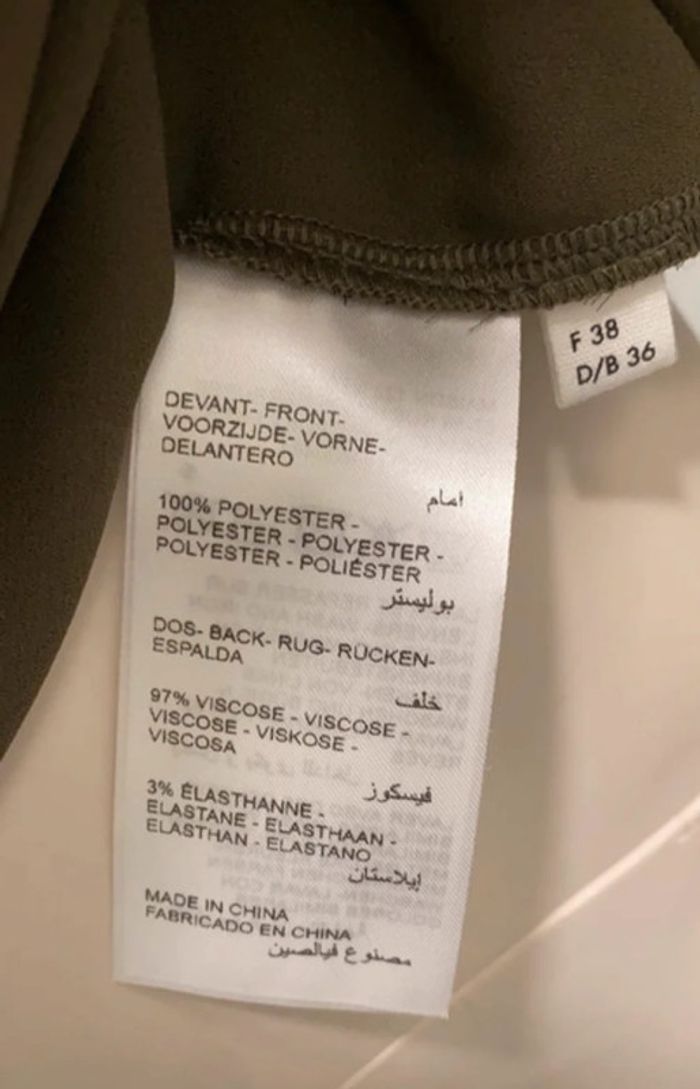 F 38
D/B 36
DEVANT- FRONT-
VOORZIJDE- VORNE-
DELANTERO
امام
100% POLYESTER -
POLYESTER - POLYESTER -
POLYESTER - POLIÉSTER
بوليستر
DOS- BACK- RUG- RÜCKEN-
ESPALDA
خلف
97% VISCOSE - VISCOSE -
VISCOSE - VISKOSE -
VISCOSA
فيسكوز
3% ÉLASTHANNE -
ELASTANE - ELASTHAAN -
ELASTHAN - ELASTANO
إيلاستان
MADE IN CHINA
FABRICADO EN CHINA
مصنوع فيالصين